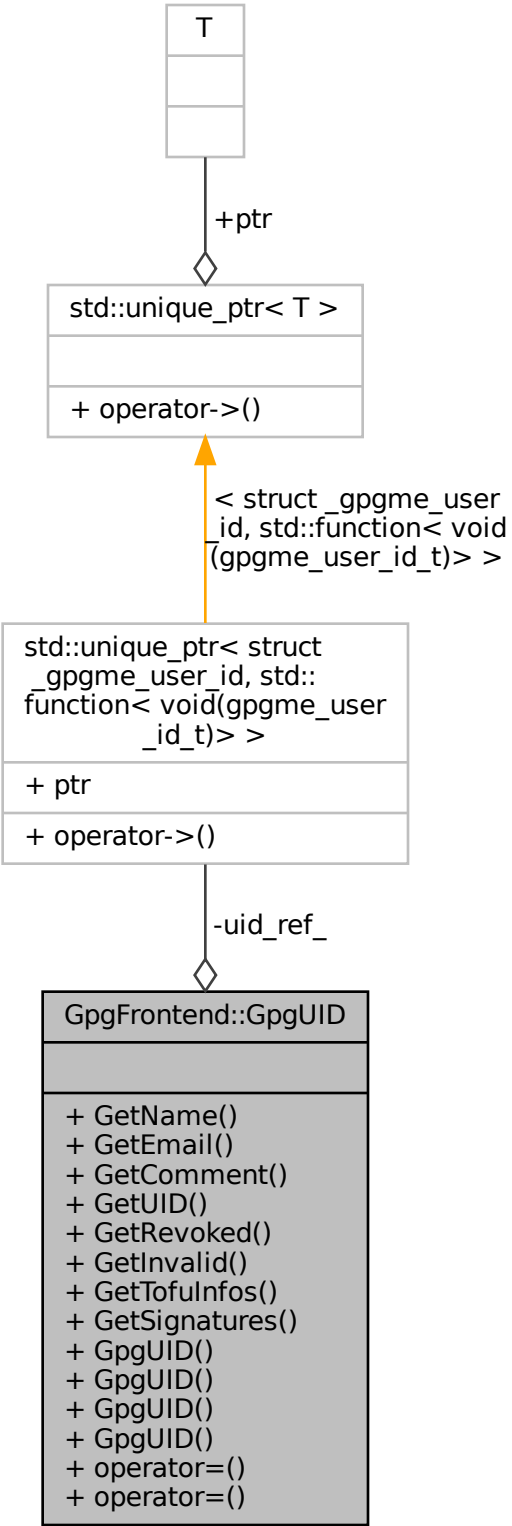 T
+ptr
std::unique_ptr< T >
+ operator->()
< struct _gpgme_user
_id, std::function< void
(gpgme_user_id_t)> >
std::unique_ptr< struct
_gpgme_user_id, std::
function< void(gpgme_user
_id_t)> >
+ ptr
+ operator->()
-uid_ref_
GpgFrontend::GpgUID
+ GetName()
+ GetEmail()
+ GetComment()
+ GetUID()
+ GetRevoked()
+ GetInvalid()
+ GetTofuInfos()
+ GetSignatures()
+ GpgUID()
+ GpgUID()
+ GpgUID()
+ GpgUID()
+ operator=()
+ operator=()